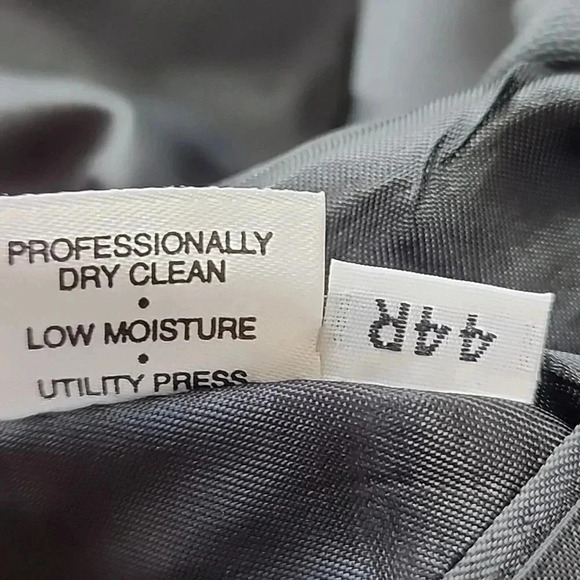 PROFESSIONALLY
DRY CLEAN
•
LOW MOISTURE
•
UTILITY PRESS
44R